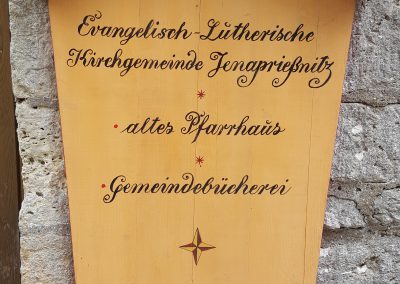 Evangelisch-Lutherische
Kirchgemeinde Jenaprießnitz
altes Pfarrhaus
Gemeindebücherei